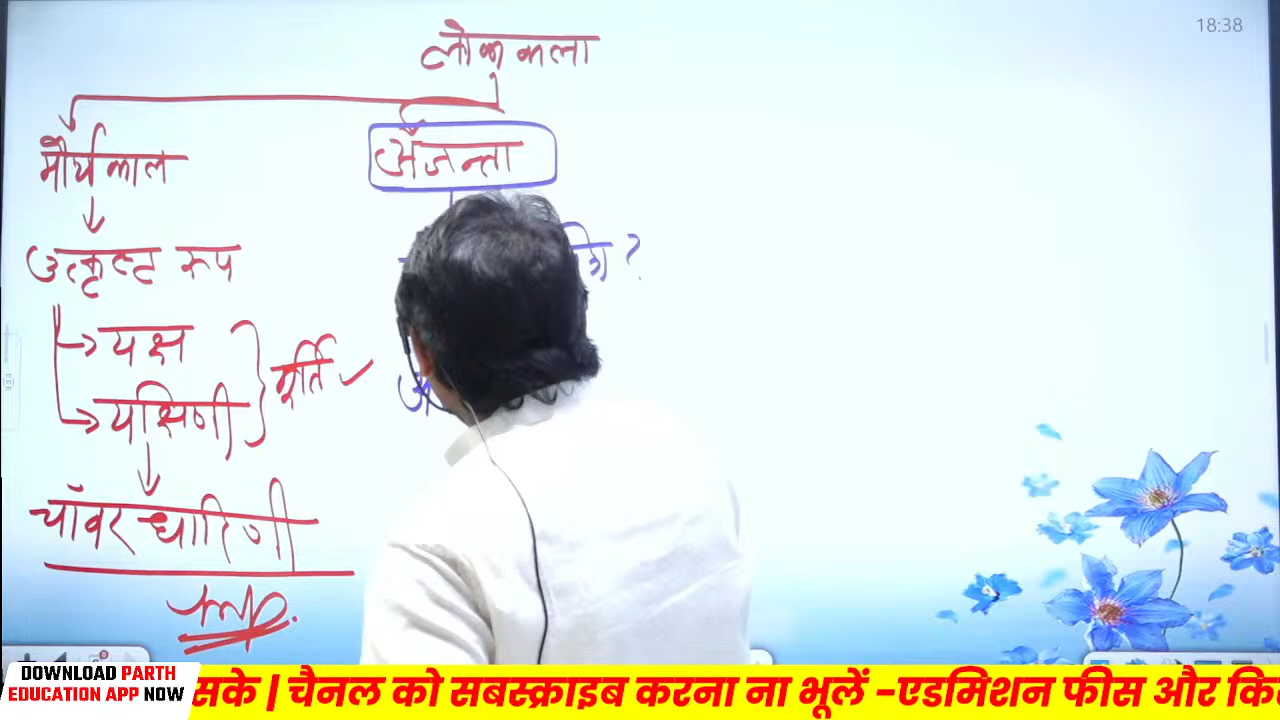 18:38
लोक कला
मौर्य काल
अजन्ता
उत्कृष्ट रूप
यक्ष
यक्षिणी
मूर्ति ✓
चॉवर धारिणी
Imp.
DOWNLOAD PARTH
EDUCATION APP NOW
सके | चैनल को सबस्क्राइब करना ना भूलें -एडमिशन फीस और